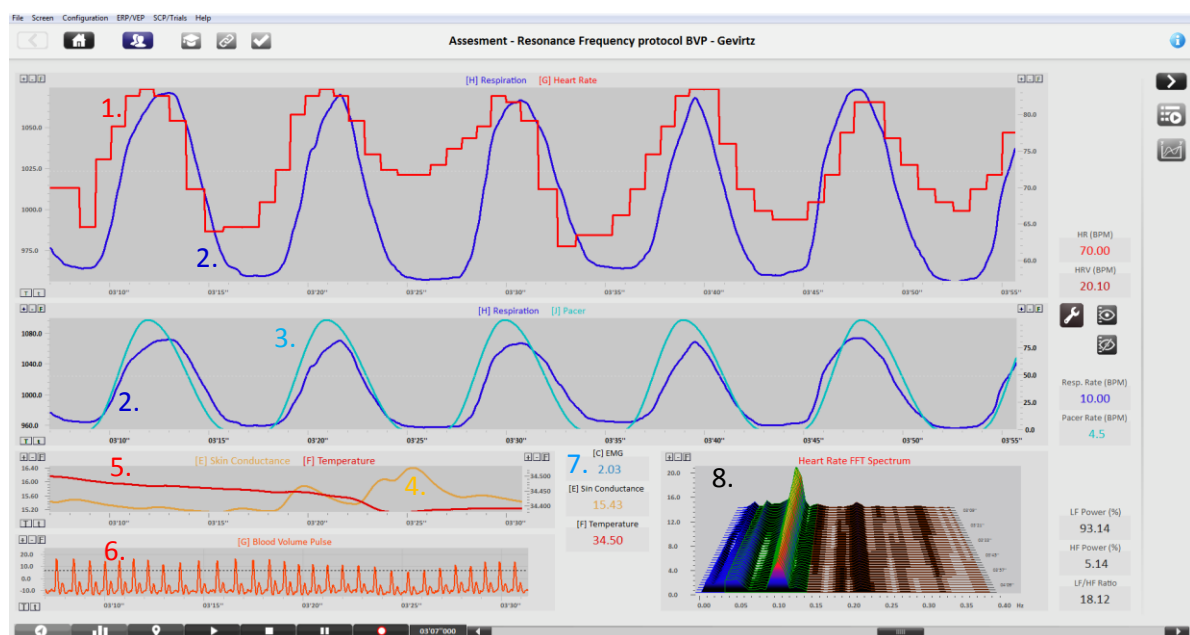 File Screen Configuration ERP/VEP SCP/Trials Help
Assesment - Resonance Frequency protocol BVP - Gevirtz
[H] Respiration [G] Heart Rate
1.
2.
1050.0
1025.0
1000.0
975.0
80.0
75.0
70.0
65.0
60.0
T t 03'10'' 03'15'' 03'20'' 03'25'' 03'30'' 03'35'' 03'40'' 03'45'' 03'50'' 03'55''
HR (BPM)
70.00
HRV (BPM)
20.10
[H] Respiration [J] Pacer
3.
2.
1080.0
1040.0
1000.0
960.0
75.0
50.0
25.0
0.0
T t 03'10'' 03'15'' 03'20'' 03'25'' 03'30'' 03'35'' 03'40'' 03'45'' 03'50'' 03'55''
Resp. Rate (BPM)
10.00
Pacer Rate (BPM)
4.5
[E] Skin Conductance [F] Temperature
5.
4.
16.40
16.00
15.60
15.20
34.500
34.450
34.400
T t 03'10'' 03'15'' 03'20'' 03'25'' 03'30''
7.
[C] EMG
2.03
[E] Sin Conductance
15.43
[F] Temperature
34.50
[G] Blood Volume Pulse
6.
20.0
10.0
0.0
-10.0
T t 03'10'' 03'15'' 03'20'' 03'25'' 03'30''
Heart Rate FFT Spectrum
8.
20.0
16.0
12.0
8.0
4.0
0.0
0.00 0.05 0.10 0.15 0.20 0.25 0.30 0.35 0.40 Hz
LF Power (%)
93.14
HF Power (%)
5.14
LF/HF Ratio
18.12
03'07''000